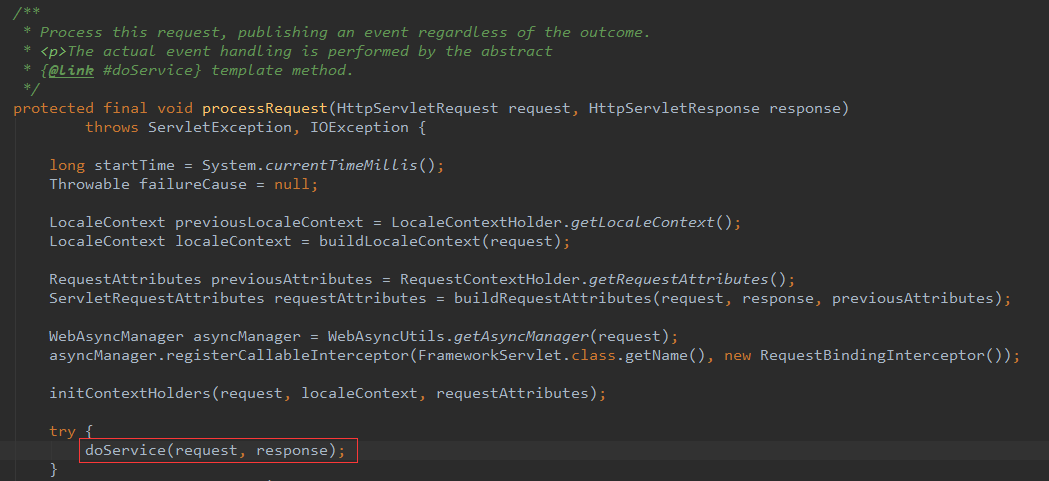 /**
 * Process this request, publishing an event regardless of the outcome.
 * <p>The actual event handling is performed by the abstract
 * {@link #doService} template method.
 */
protected final void processRequest(HttpServletRequest request, HttpServletResponse response)
        throws ServletException, IOException {
    long startTime = System.currentTimeMillis();
    Throwable failureCause = null;
    LocaleContext previousLocaleContext = LocaleContextHolder.getLocaleContext();
    LocaleContext localeContext = buildLocaleContext(request);
    RequestAttributes previousAttributes = RequestContextHolder.getRequestAttributes();
    ServletRequestAttributes requestAttributes = buildRequestAttributes(request, response, previousAttributes);
    WebAsyncManager asyncManager = WebAsyncUtils.getAsyncManager(request);
    asyncManager.registerCallableInterceptor(FrameworkServlet.class.getName(), new RequestBindingInterceptor());
    initContextHolders(request, localeContext, requestAttributes);
    try {
        doService(request, response);
    }